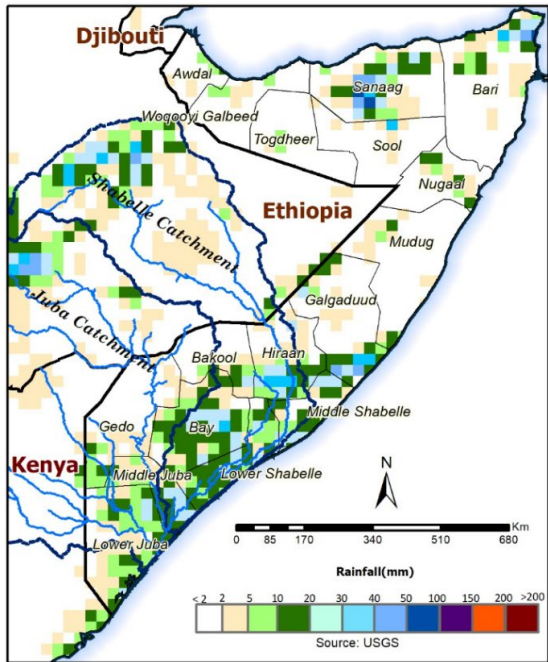 Djibouti
Awdal
Sanaag
Bari
Woqooyi Galbeed
Togdheer
Sool
Shabelle Catchment
Nugaal
Ethiopia
Mudug
Galgaduud
Juba Catchment
Bakool
Hiraan
Middle Shabelle
Gedo
Bay
Kenya
Middle Juba
Lower Shabelle
Lower Juba
N
Km
0 85 170 340 510 680
Rainfall(mm)
< 2 2 5 10 20 30 40 50 100 150 200 >200
Source: USGS